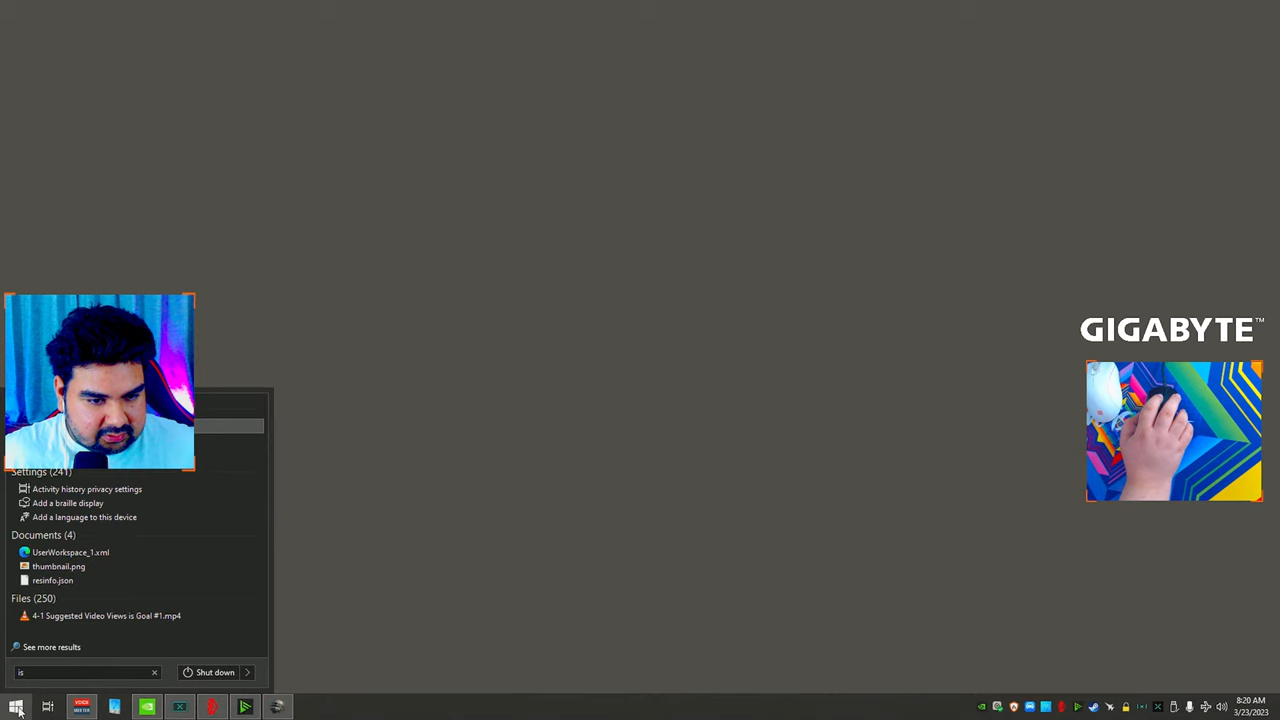 GIGABYTE™
Settings (241)
Activity history privacy settings
Add a braille display
Add a language to this device
Documents (4)
UserWorkspace_1.xml
thumbnail.png
resinfo.json
Files (250)
4-1 Suggested Video Views is Goal #1.mp4
See more results
is
Shut down
VOICE
MEETER
8:20 AM
3/23/2023